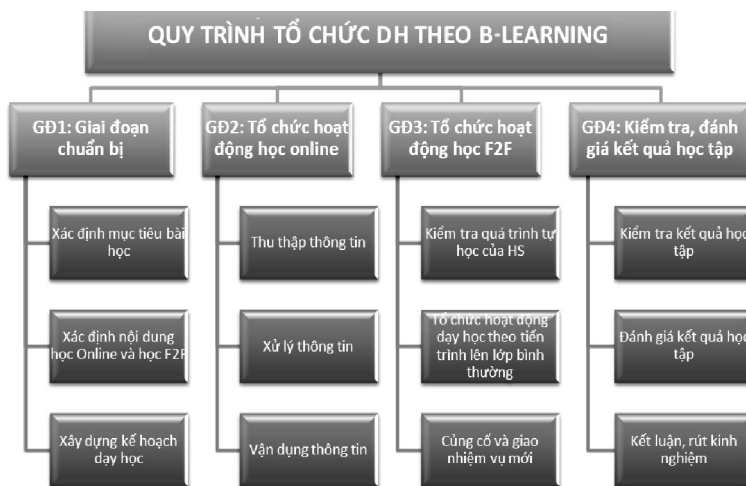 QUY TRÌNH TỔ CHỨC DH THEO B-LEARNING
GĐ1: Giai đoạn
chuẩn bị
Xác định mục tiêu bài
học
Xác định nội dung
học Online và học F2F
Xây dựng kế hoạch
dạy học
GĐ2: Tổ chức hoạt
động học online
Thu thập thông tin
Xử lý thông tin
Vận dụng thông tin
GĐ3: Tổ chức hoạt
động học F2F
Kiểm tra quá trình tự
học của HS
Tổ chức hoạt động
dạy học theo tiến
trình lên lớp bình
thường
Củng cố và giao
nhiệm vụ mới
GĐ4: Kiểm tra, đánh
giá kết quả học tập
Kiểm tra kết quả học
tập
Đánh giá kết quả học
tập
Kết luận, rút kinh
nghiệm